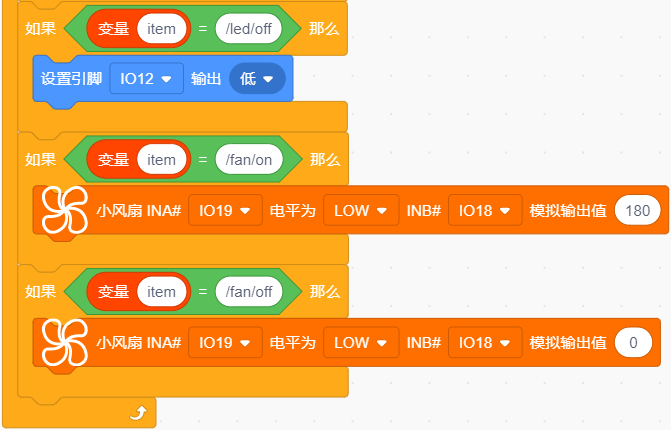 如果 变量 item = /led/off 那么
设置引脚 IO12 输出 低
如果 变量 item = /fan/on 那么
小风扇 INA# IO19 电平为 LOW INB# IO18 模拟输出值 180
如果 变量 item = /fan/off 那么
小风扇 INA# IO19 电平为 LOW INB# IO18 模拟输出值 0